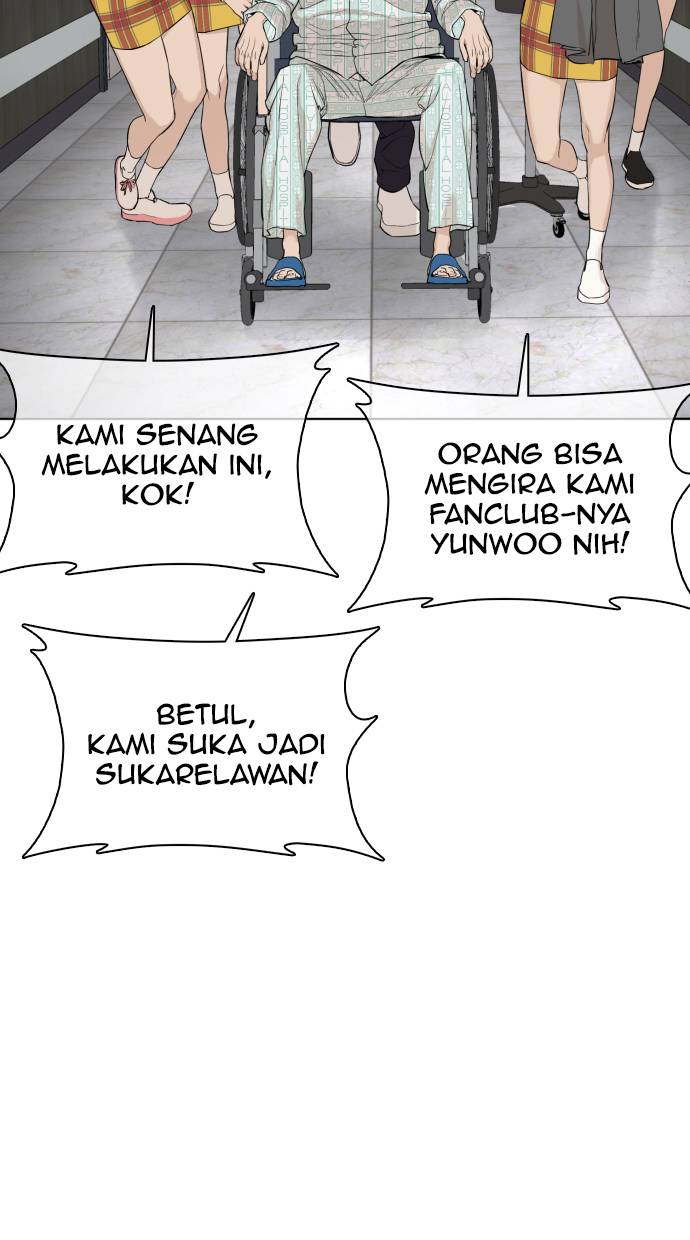 KAMI SENANG
MELAKUKAN INI,
KOK!
ORANG BISA
MENGIRA KAMI
FANCLUB-NYA
YUNWOO NIH!
BETUL,
KAMI SUKA JADI
SUKARELAWAN!